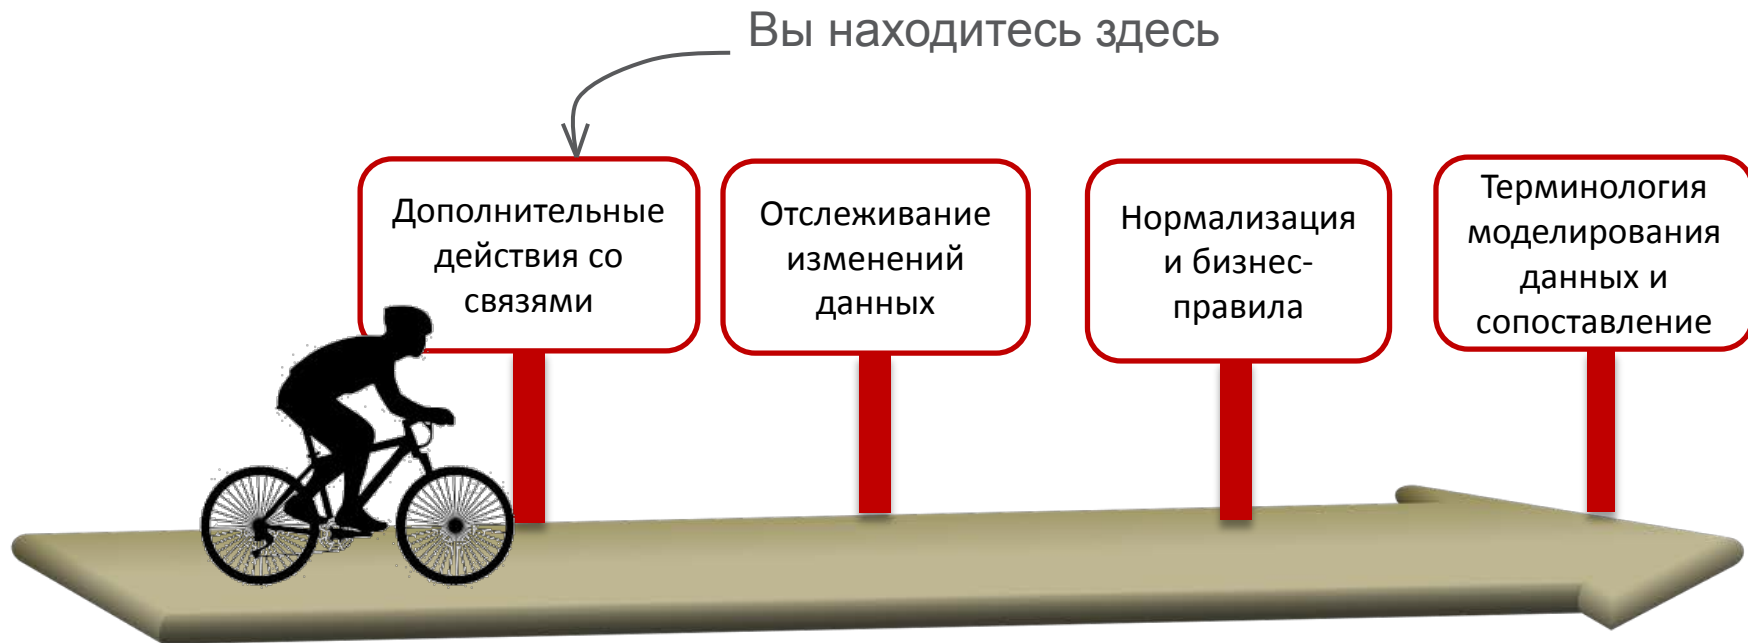 Вы находитесь здесь
Дополнительные
действия со
связями
Отслеживание
изменений
данных
Нормализация
и бизнес-
правила
Терминология
моделирования
данных и
сопоставление